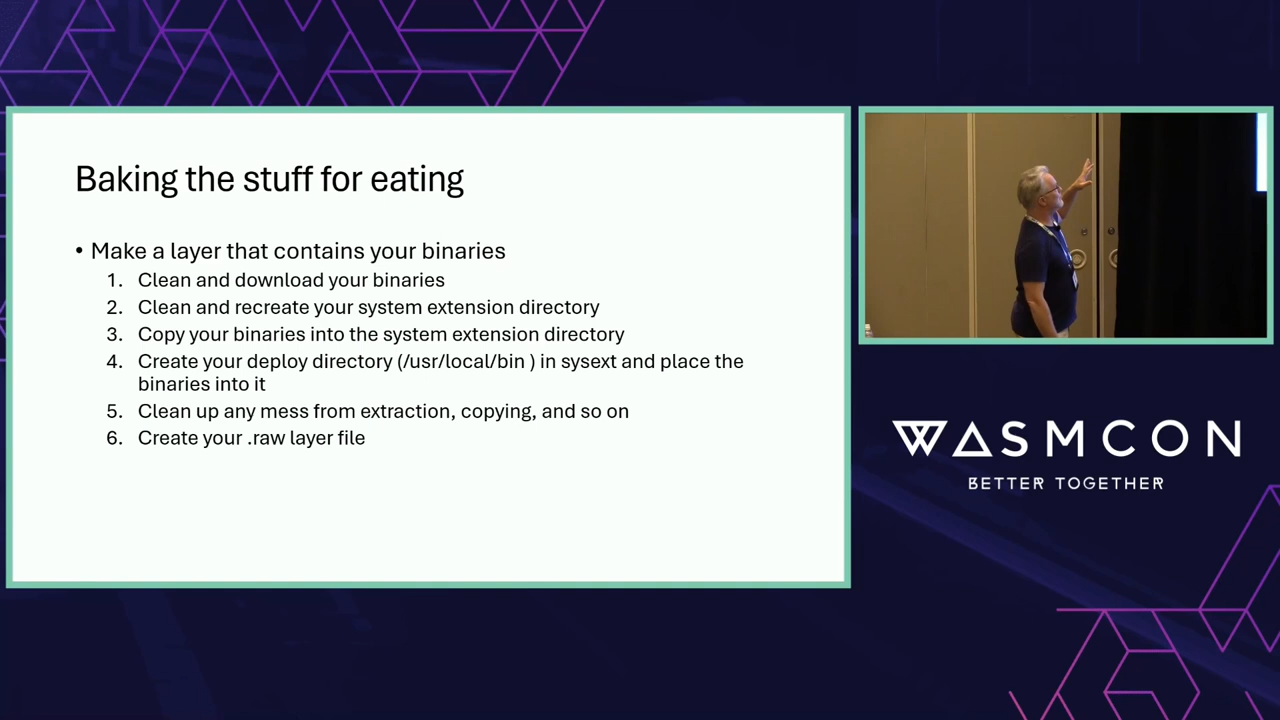 Baking the stuff for eating
• Make a layer that contains your binaries
1. Clean and download your binaries
2. Clean and recreate your system extension directory
3. Copy your binaries into the system extension directory
4. Create your deploy directory (/usr/local/bin ) in sysext and place the
binaries into it
5. Clean up any mess from extraction, copying, and so on
6. Create your .raw layer file
WASMCON
BETTER TOGETHER